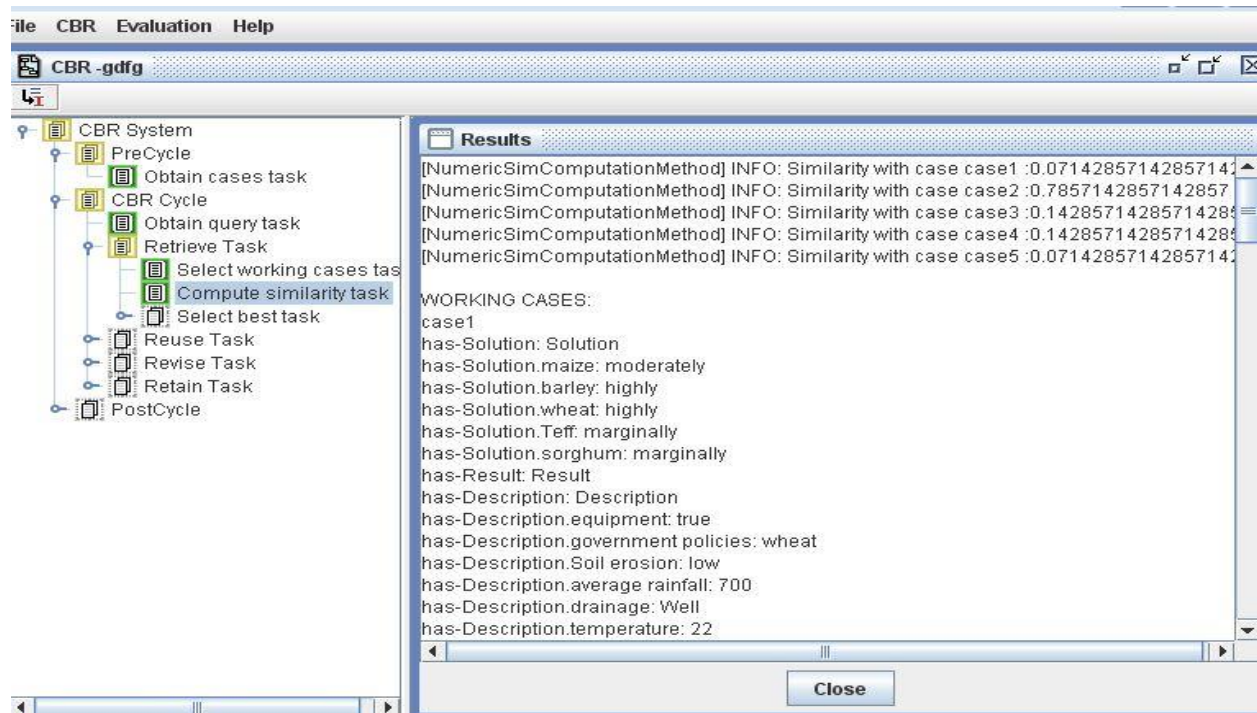 File CBR Evaluation Help
CBR -gdfg
CBR System
PreCycle
Obtain cases task
CBR Cycle
Obtain query task
Retrieve Task
Select working cases tas
Compute similarity task
Select best task
Reuse Task
Revise Task
Retain Task
PostCycle
Results
[NumericSimComputationMethod] INFO: Similarity with case case1 :0.07142857142857142
[NumericSimComputationMethod] INFO: Similarity with case case2 :0.7857142857142857
[NumericSimComputationMethod] INFO: Similarity with case case3 :0.1428571428571428
[NumericSimComputationMethod] INFO: Similarity with case case4 :0.1428571428571428
[NumericSimComputationMethod] INFO: Similarity with case case5 :0.07142857142857142
WORKING CASES:
case1
has-Solution: Solution
has-Solution.maize: moderately
has-Solution.barley: highly
has-Solution.wheat: highly
has-Solution.Teff: marginally
has-Solution.sorghum: marginally
has-Result: Result
has-Description: Description
has-Description.equipment: true
has-Description.government policies: wheat
has-Description.Soil erosion: low
has-Description.average rainfall: 700
has-Description.drainage: Well
has-Description.temperature: 22
Close